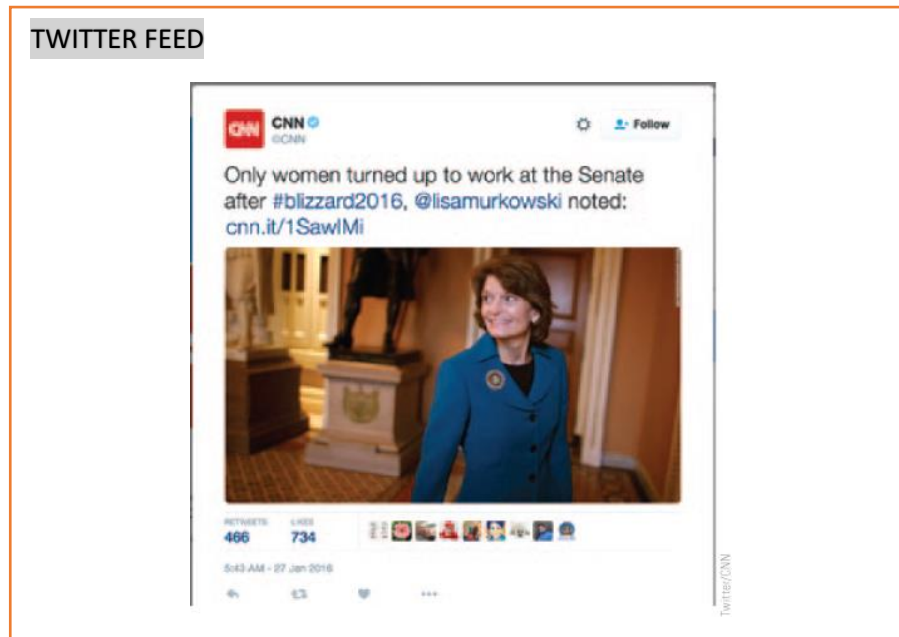 TWITTER FEED
CNN
CNN
@CNN
Follow
Only women turned up to work at the Senate
after #blizzard2016, @lisamurkowski noted:
cnn.it/1SawlMi
RETWEETS
LIKES
466
734
5:43 AM - 27 Jan 2016
Twitter/CNN